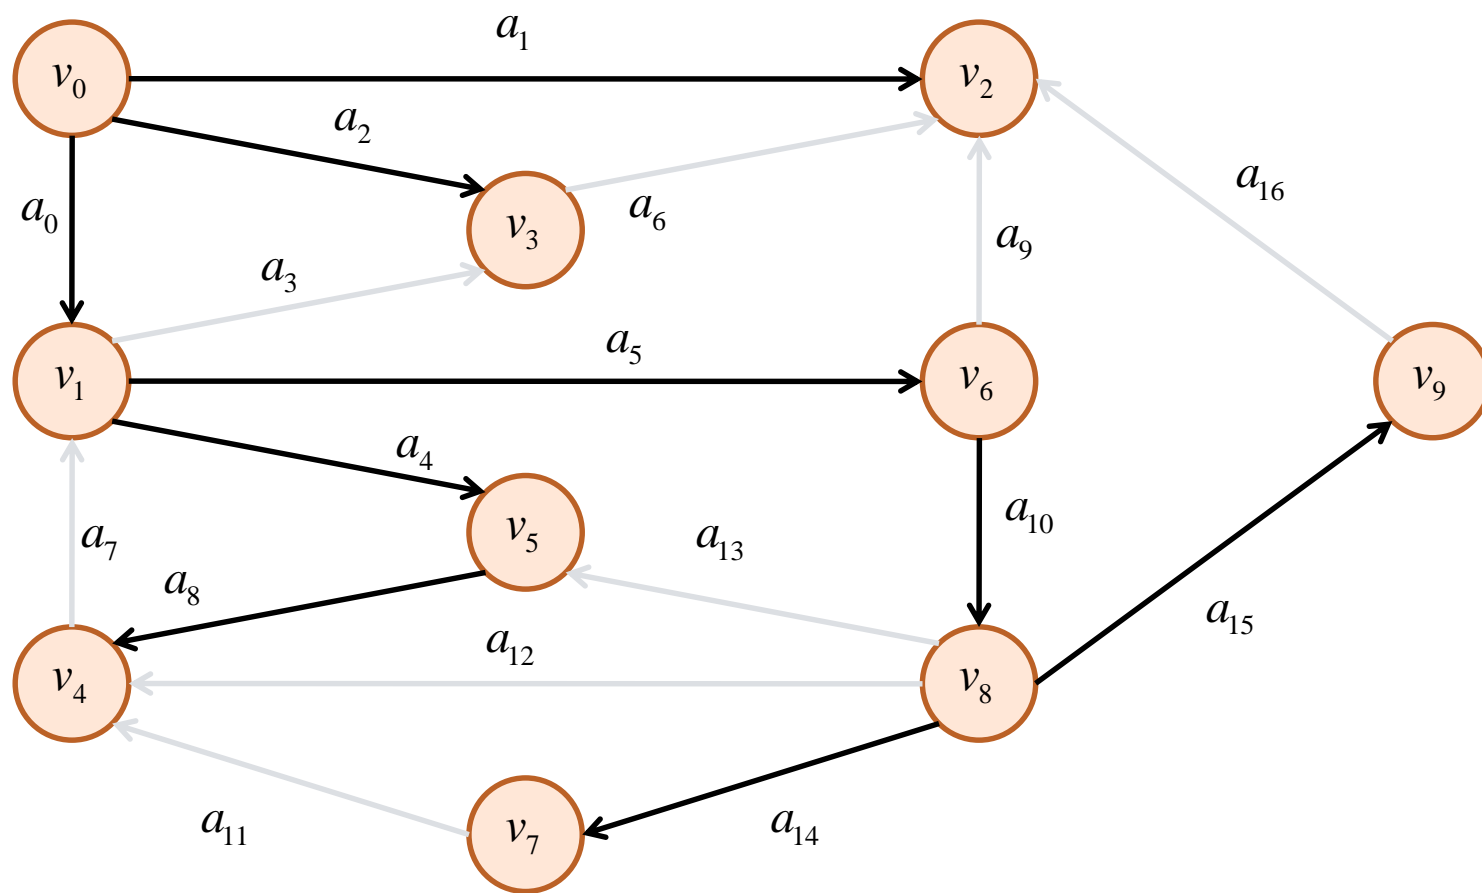 a₁
v₀
v₂
a₂
a₁₆
a₀
v₃
a₆
a₉
a₃
a₅
v₁
v₆
v₉
a₄
a₁₀
v₅
a₇
a₁₃
a₈
a₁₅
a₁₂
v₄
v₈
a₁₁
v₇
a₁₄